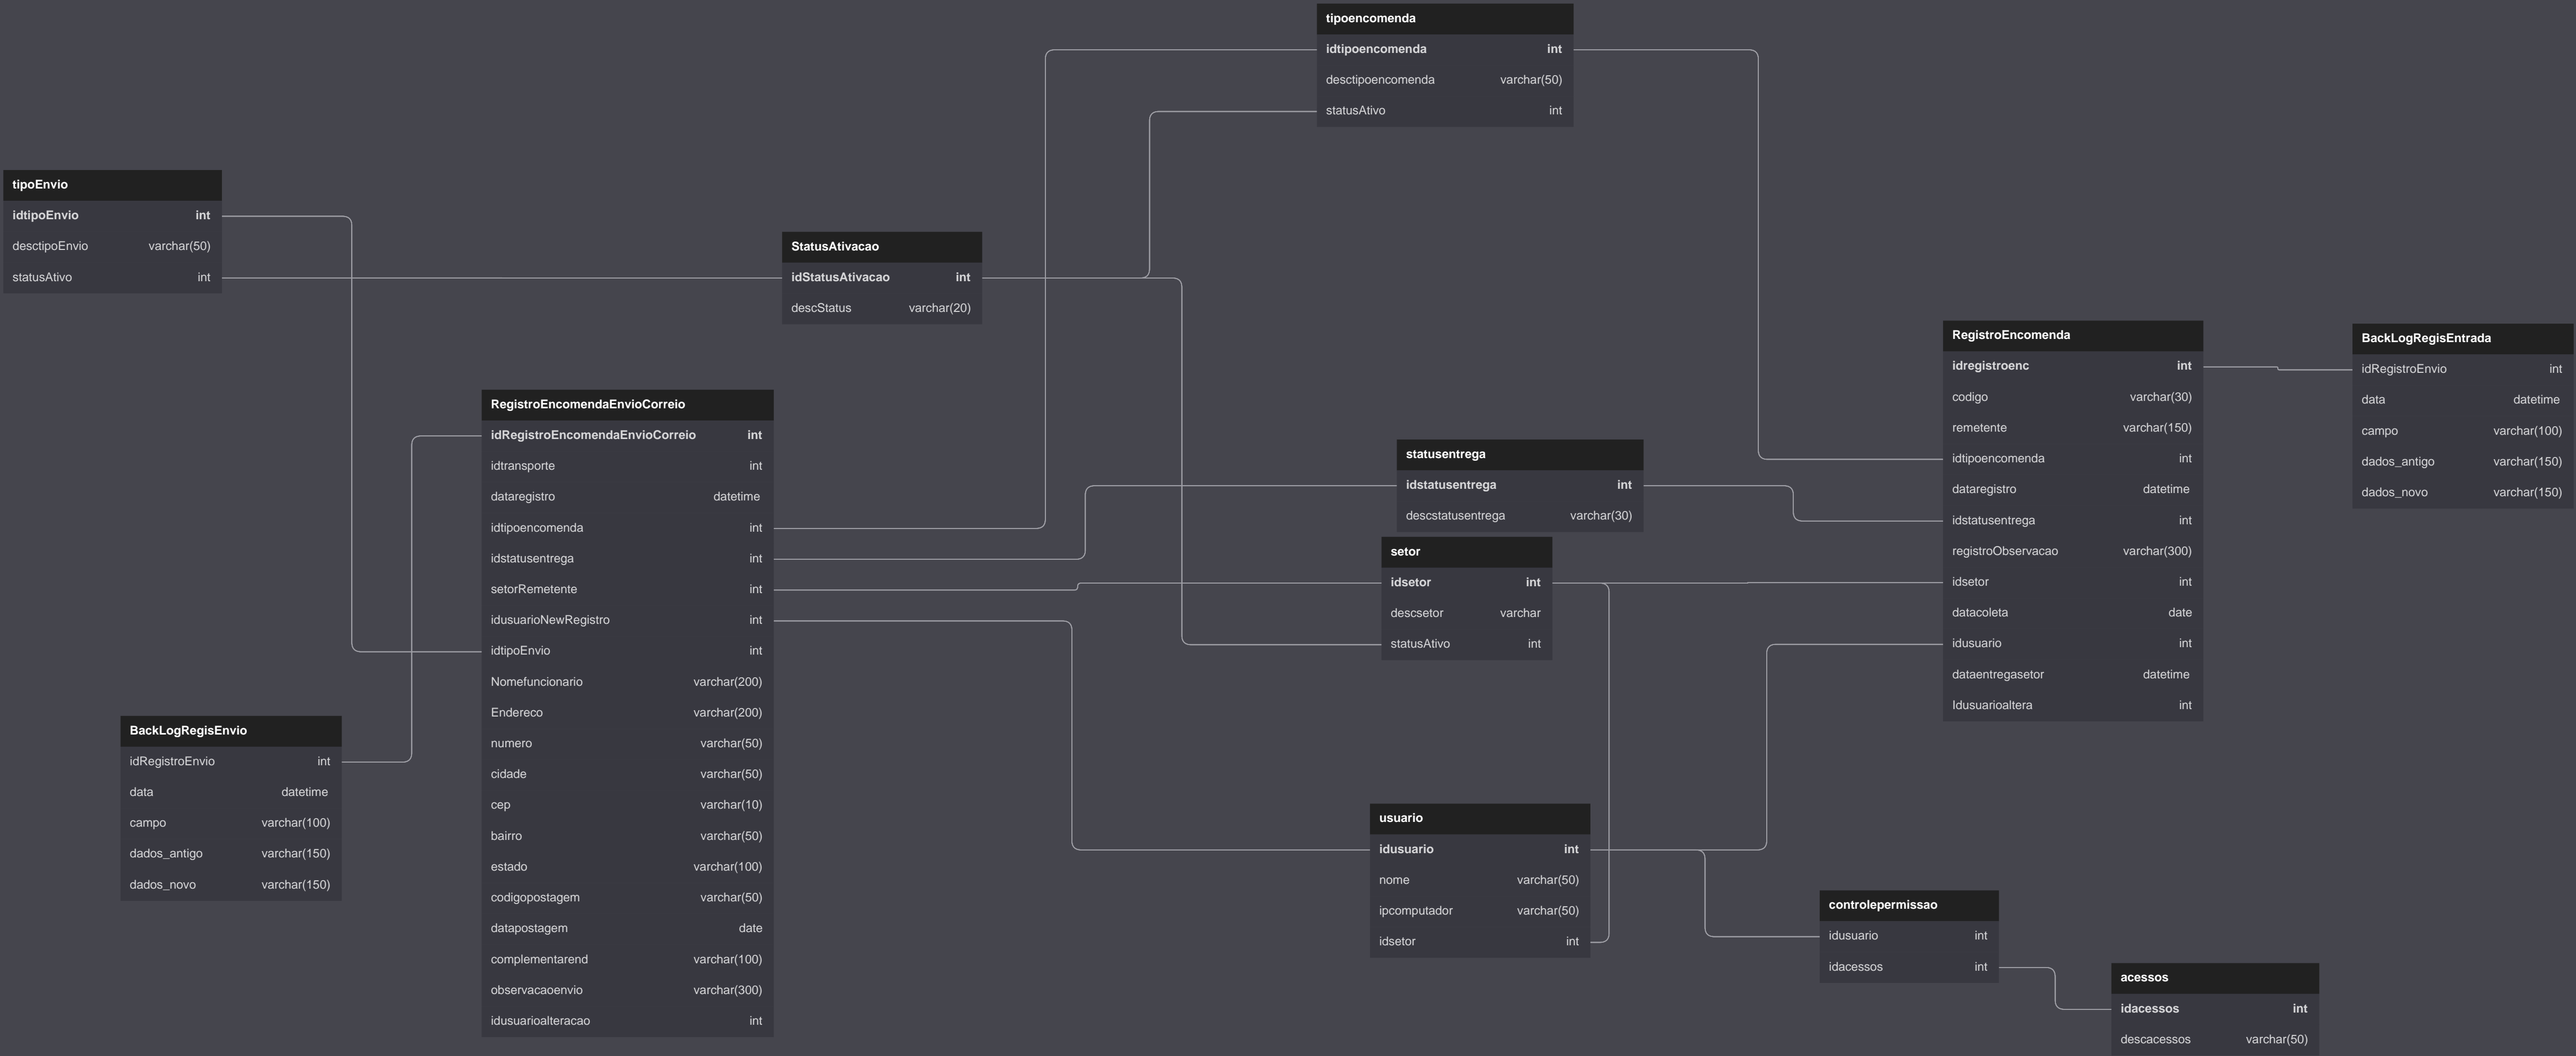 tipoencomenda
idtipoencomenda int
desctipoencomenda varchar(50)
statusAtivo int
tipoEnvio
idtipoEnvio int
desctipoEnvio varchar(50)
statusAtivo int
StatusAtivacao
idStatusAtivacao int
descStatus varchar(20)
RegistroEncomendaEnvioCorreio
idRegistroEncomendaEnvioCorreio int
idtransporte int
dataregistro datetime
idtipoencomenda int
idstatusentrega int
setorRemetente int
idusuarioNewRegistro int
idtipoEnvio int
Nomefuncionario varchar(200)
Endereco varchar(200)
numero varchar(50)
cidade varchar(50)
cep varchar(10)
bairro varchar(50)
estado varchar(100)
codigopostagem varchar(50)
datapostagem date
complementarend varchar(100)
observacaoenvio varchar(300)
idusuarioalteracao int
BackLogRegisEnvio
idRegistroEnvio int
data datetime
campo varchar(100)
dados_antigo varchar(150)
dados_novo varchar(150)
statusentrega
idstatusentrega int
descstatusentrega varchar(30)
setor
idsetor int
descsetor varchar
statusAtivo int
usuario
idusuario int
nome varchar(50)
ipcomputador varchar(50)
idsetor int
RegistroEncomenda
idregistroenc int
codigo varchar(30)
remetente varchar(150)
idtipoencomenda int
dataregistro datetime
idstatusentrega int
registroObservacao varchar(300)
idsetor int
datacoleta date
idusuario int
dataentregasetor datetime
Idusuarioaltera int
BackLogRegisEntrada
idRegistroEnvio int
data datetime
campo varchar(100)
dados_antigo varchar(150)
dados_novo varchar(150)
controlepermissao
idusuario int
idacessos int
acessos
idacessos int
descacessos varchar(50)